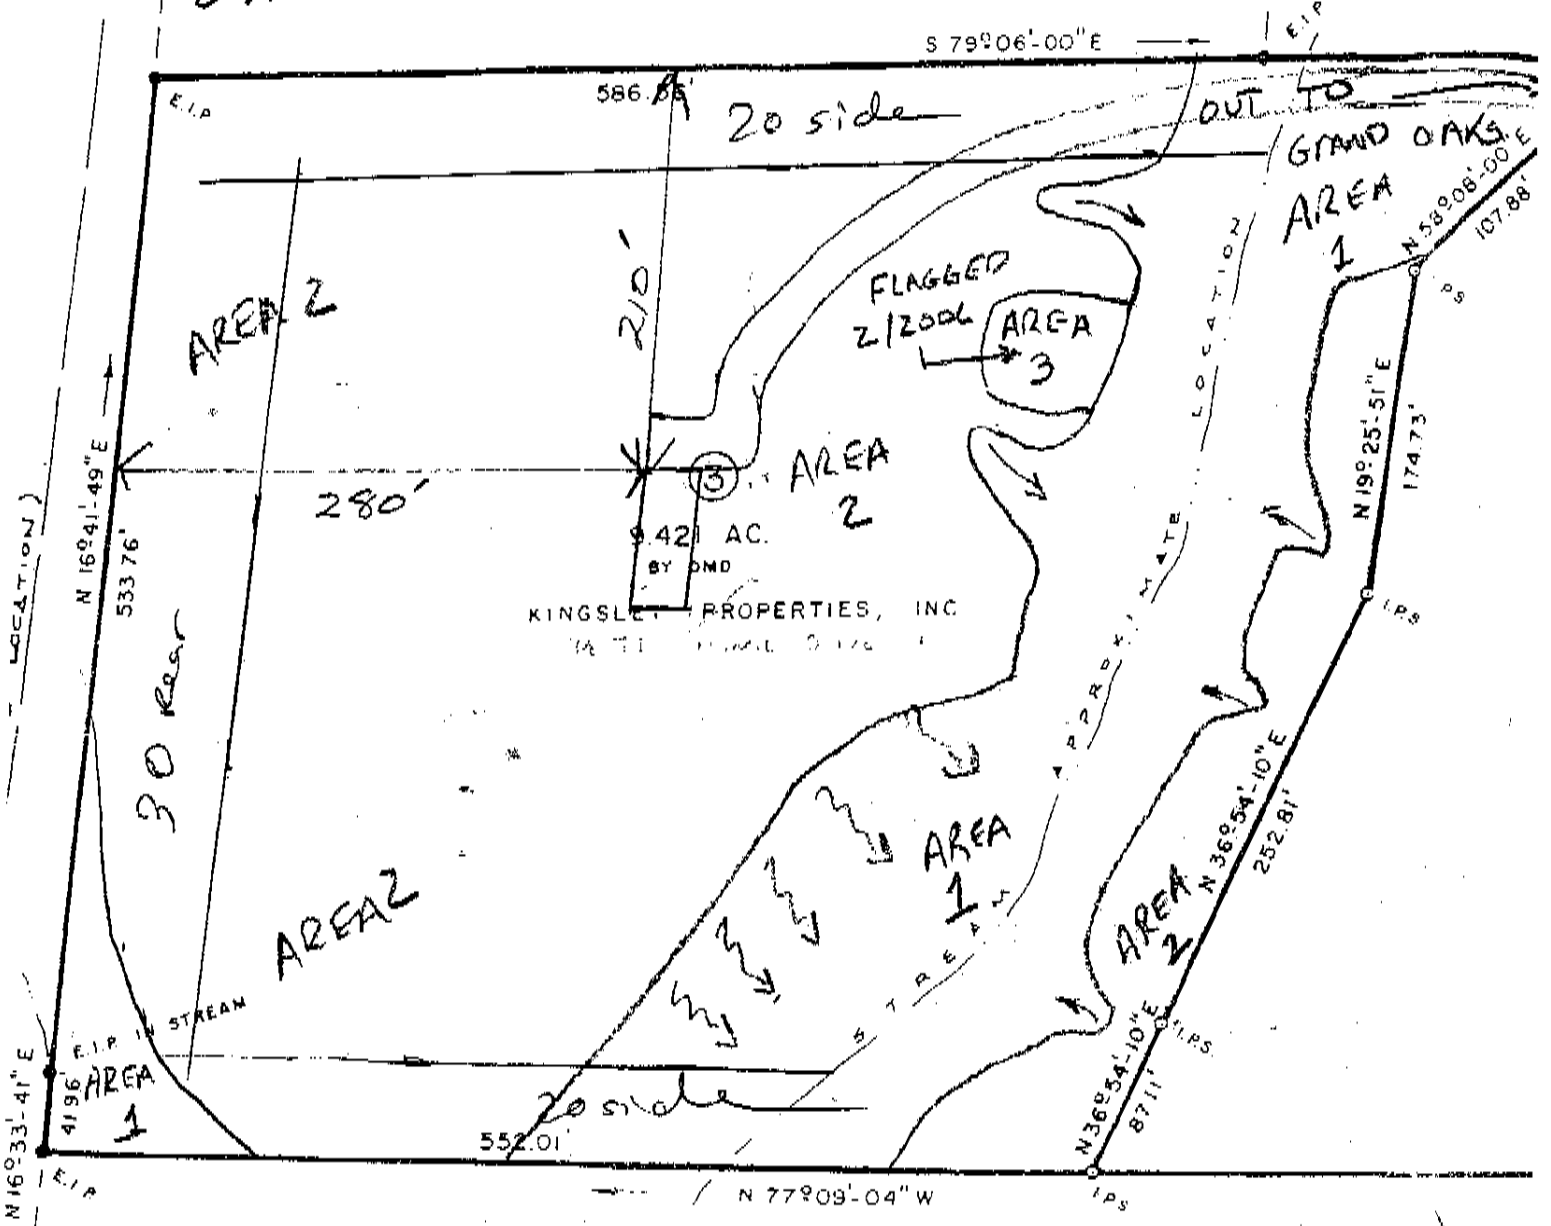 S 79°06'-00" E
E.I.P
E.I.P
586.
20 side
OUT TO
GRAND OAKS
AREA
1
N 58°08'-00" E
107.88'
I.P.S
210'
FLAGGED
2/2006
AREA
3
AREA 2
LOCATION)
N 16°41'-49" E
533.76'
280'
3
AREA
2
9.421 AC.
BY DMD
KINGSLEY PROPERTIES, INC
N 19°25'-51" E
174.73'
I.P.S
STREAM APPROXIMATE LOCATION
30 Rear
AREA 2
AREA
1
N 36°54'-10" E
252.81'
AREA
2
E.I.P. IN STREAM
AREA
1
41.96'
N 16°33'-41" E
20 side
552.01'
I.P.S.
N 36°54'-10" E
87.11'
E.I.P
N 77°09'-04" W
I.P.S